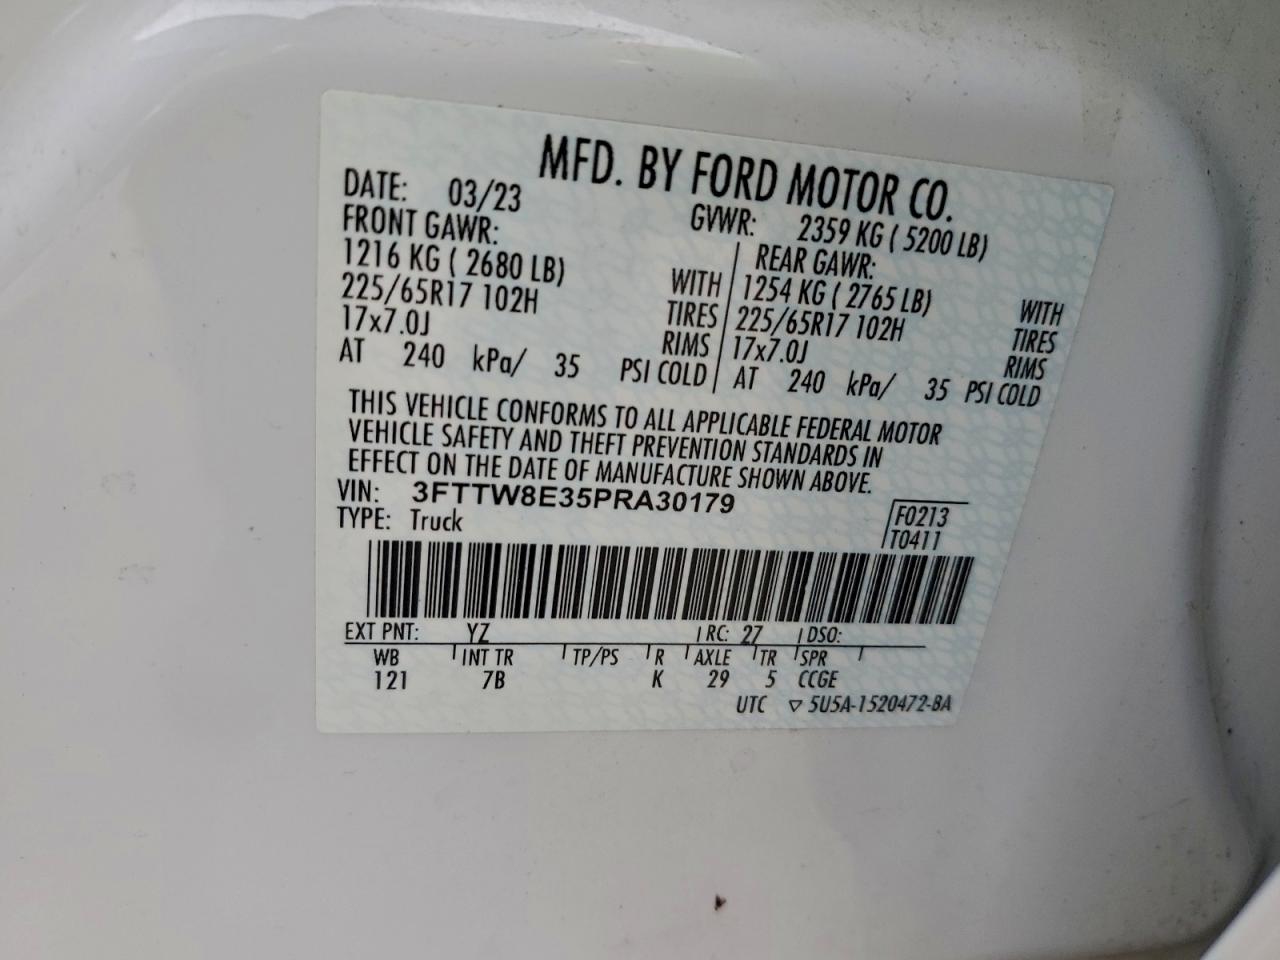 MFD. BY FORD MOTOR CO.
DATE: 03/23 GVWR: 2359 KG ( 5200 LB)
FRONT GAWR: REAR GAWR:
1216 KG ( 2680 LB) WITH 1254 KG ( 2765 LB) WITH
225/65R17 102H TIRES 225/65R17 102H TIRES
17x7.0J RIMS 17x7.0J RIMS
AT 240 kPa/ 35 PSI COLD AT 240 kPa/ 35 PSI COLD
THIS VEHICLE CONFORMS TO ALL APPLICABLE FEDERAL MOTOR
VEHICLE SAFETY AND THEFT PREVENTION STANDARDS IN
EFFECT ON THE DATE OF MANUFACTURE SHOWN ABOVE.
VIN: 3FTTW8E35PRA30179
TYPE: Truck
F0213
T0411
EXT PNT: YZ RC: 27 DSO:
WB INT TR TP/PS R AXLE TR SPR
121 7B K 29 5 CCGE
UTC ▽ 5U5A-1520472-BA